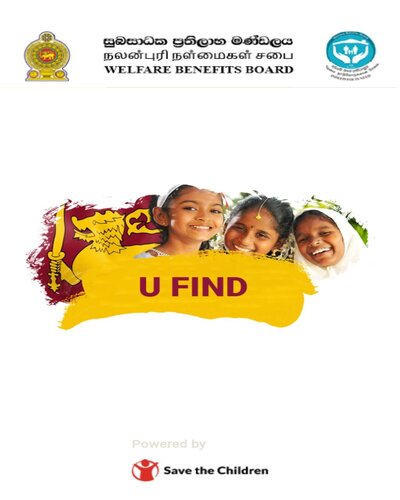 සුබසාධක ප්‍රතිලාභ මණ්ඩලය
நலன்புரி நன்மைகள் சபை
WELFARE BENEFITS BOARD
U FIND
Powered by
Save the Children